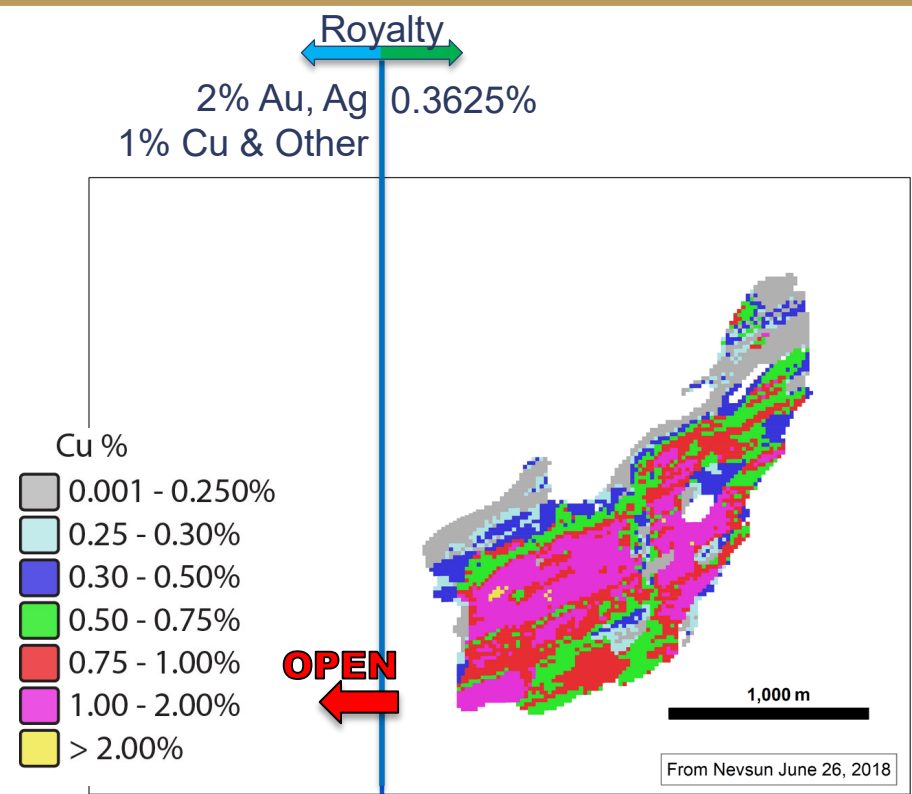 Royalty
2% Au, Ag 0.3625%
1% Cu & Other
Cu %
0.001 - 0.250%
0.25 - 0.30%
0.30 - 0.50%
0.50 - 0.75%
0.75 - 1.00%
1.00 - 2.00%
> 2.00%
OPEN
1,000 m
From Nevsun June 26, 2018